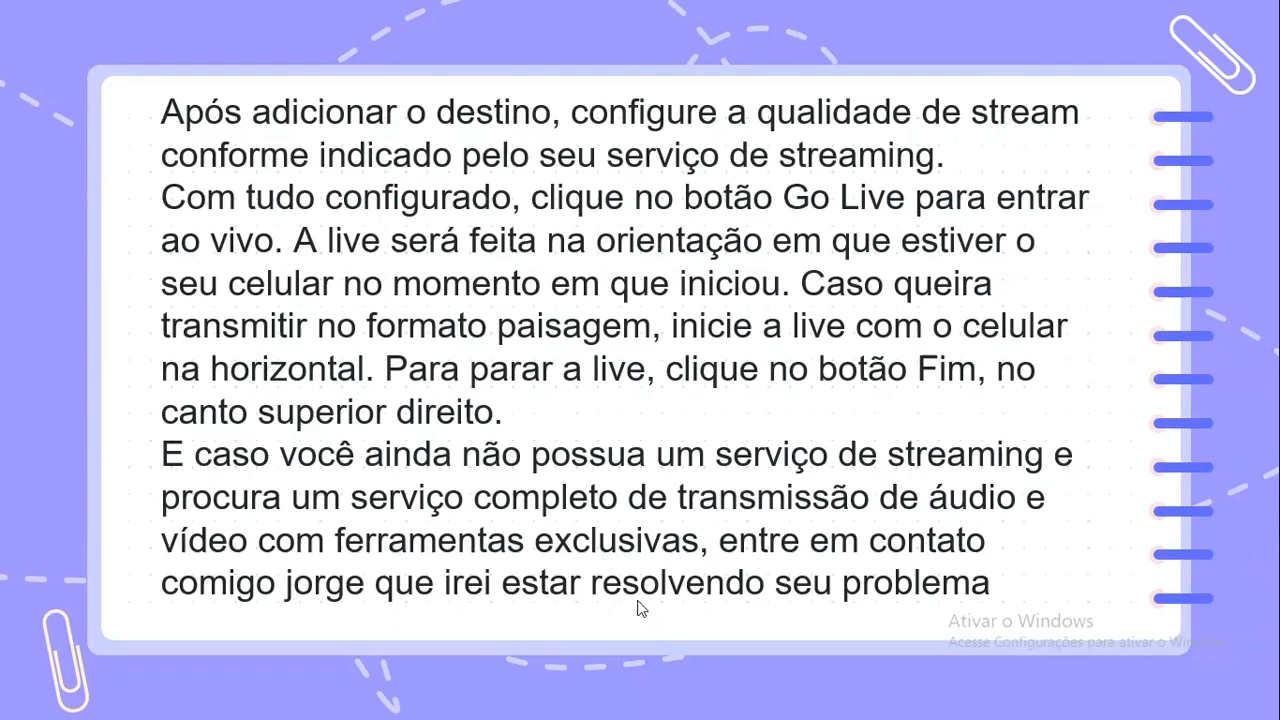 Após adicionar o destino, configure a qualidade de stream
conforme indicado pelo seu serviço de streaming.
Com tudo configurado, clique no botão Go Live para entrar
ao vivo. A live será feita na orientação em que estiver o
seu celular no momento em que iniciou. Caso queira
transmitir no formato paisagem, inicie a live com o celular
na horizontal. Para parar a live, clique no botão Fim, no
canto superior direito.
E caso você ainda não possua um serviço de streaming e
procura um serviço completo de transmissão de áudio e
vídeo com ferramentas exclusivas, entre em contato
comigo jorge que irei estar resolvendo seu problema
Ativar o Windows
Acesse Configurações para ativar o Windows.